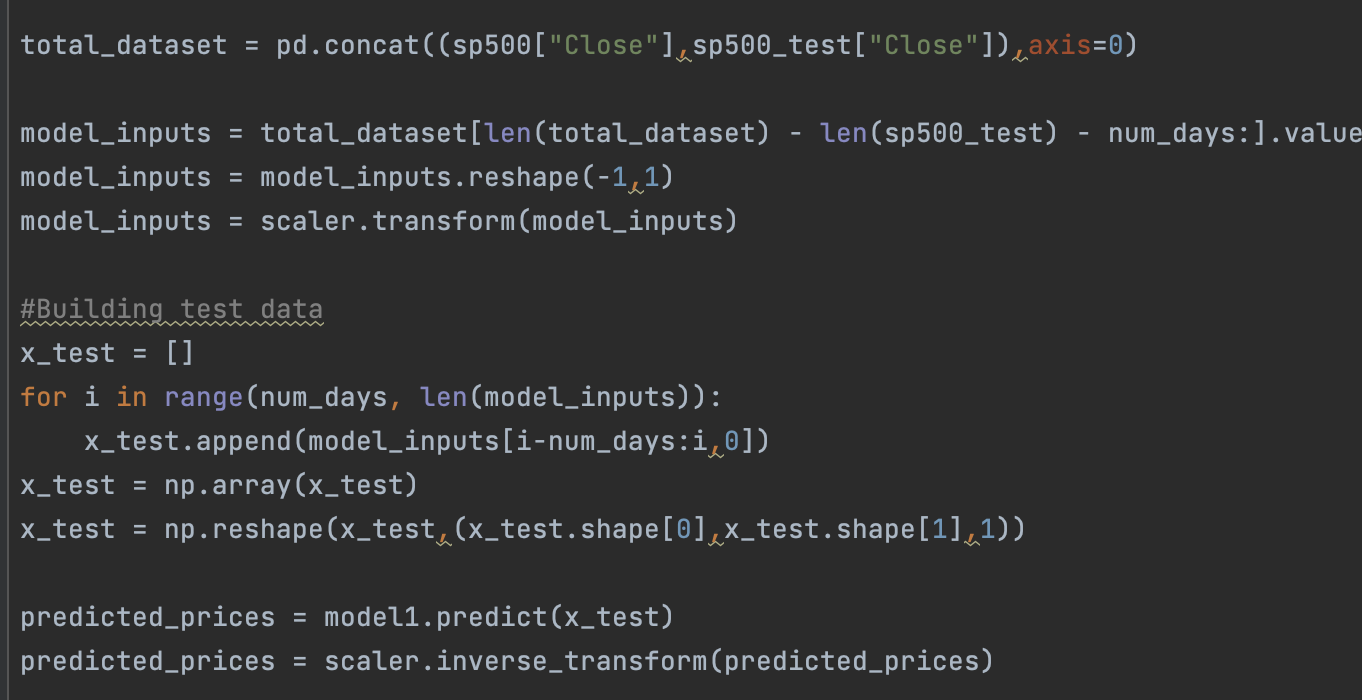 total_dataset = pd.concat((sp500["Close"],sp500_test["Close"]),axis=0)
model_inputs = total_dataset[len(total_dataset) - len(sp500_test) - num_days:].value
model_inputs = model_inputs.reshape(-1,1)
model_inputs = scaler.transform(model_inputs)
#Building test data
x_test = []
for i in range(num_days, len(model_inputs)):
    x_test.append(model_inputs[i-num_days:i,0])
x_test = np.array(x_test)
x_test = np.reshape(x_test,(x_test.shape[0],x_test.shape[1],1))
predicted_prices = model1.predict(x_test)
predicted_prices = scaler.inverse_transform(predicted_prices)